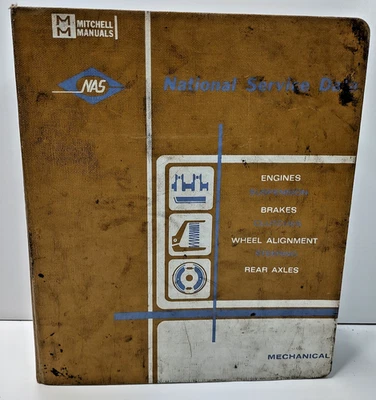 MITCHELL
MANUALS
NAS
National Service Data
ENGINES
BRAKES
WHEEL ALIGNMENT
REAR AXLES
MECHANICAL